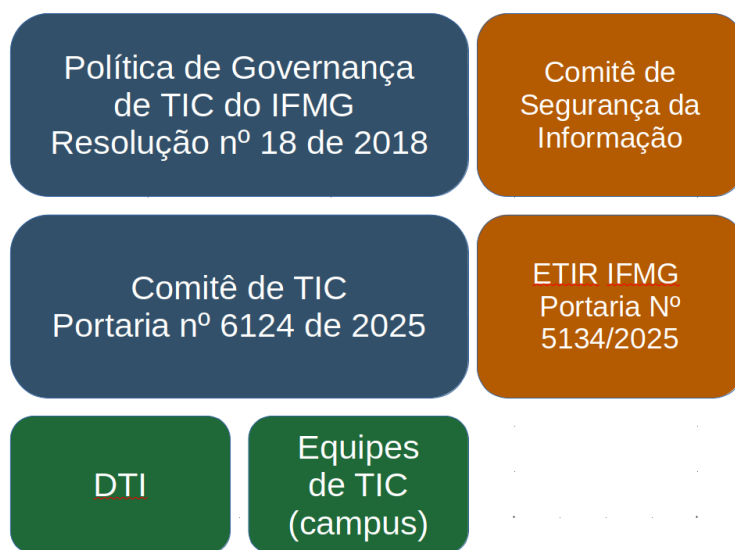 Política de Governança
de TIC do IFMG
Resolução nº 18 de 2018
Comitê de
Segurança da
Informação
Comitê de TIC
Portaria nº 6124 de 2025
ETIR IFMG
Portaria Nº
5134/2025
DTI
Equipes
de TIC
(campus)